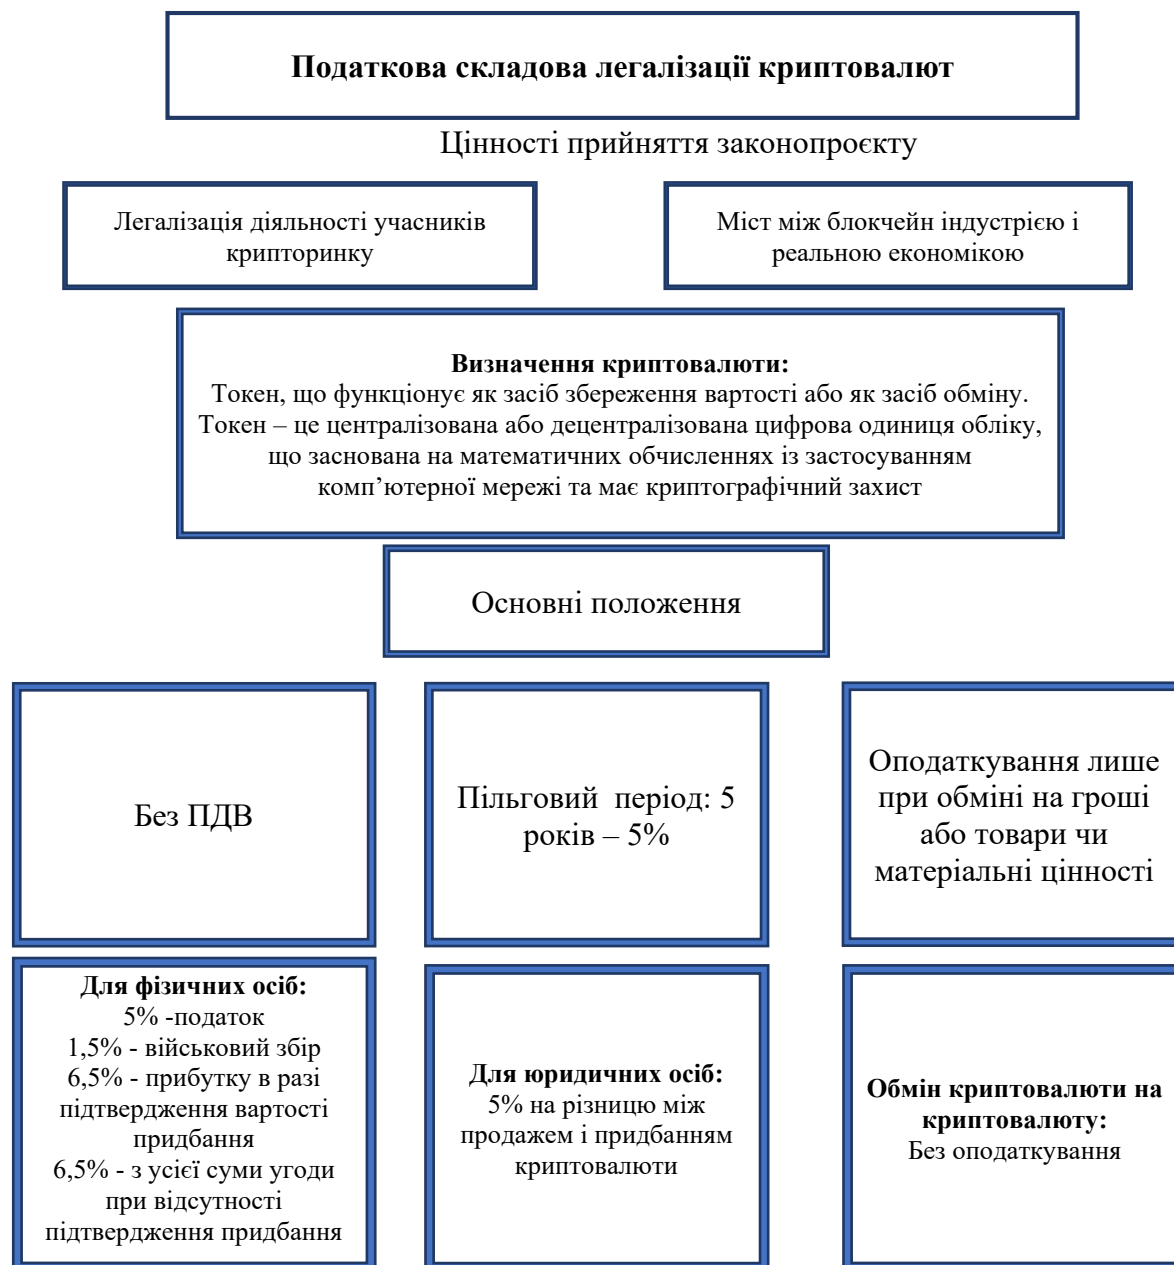 Податкова складова легалізації криптовалют
Цінності прийняття законопроєкту
Легалізація діяльності учасників
крипторинку
Міст між блокчейн індустрією і
реальною економікою
Визначення криптовалюти:
Токен, що функціонує як засіб збереження вартості або як засіб обміну.
Токен – це централізована або децентралізована цифрова одиниця обліку,
що заснована на математичних обчисленнях із застосуванням
комп’ютерної мережі та має криптографічний захист
Основні положення
Без ПДВ
Пільговий період: 5
років – 5%
Оподаткування лише
при обміні на гроші
або товари чи
матеріальні цінності
Для фізичних осіб:
5% -податок
1,5% - військовий збір
6,5% - прибутку в разі
підтвердження вартості
придбання
6,5% - з усієї суми угоди
при відсутності
підтвердження придбання
Для юридичних осіб:
5% на різницю між
продажем і придбанням
криптовалюти
Обмін криптовалюти на
криптовалюту:
Без оподаткування